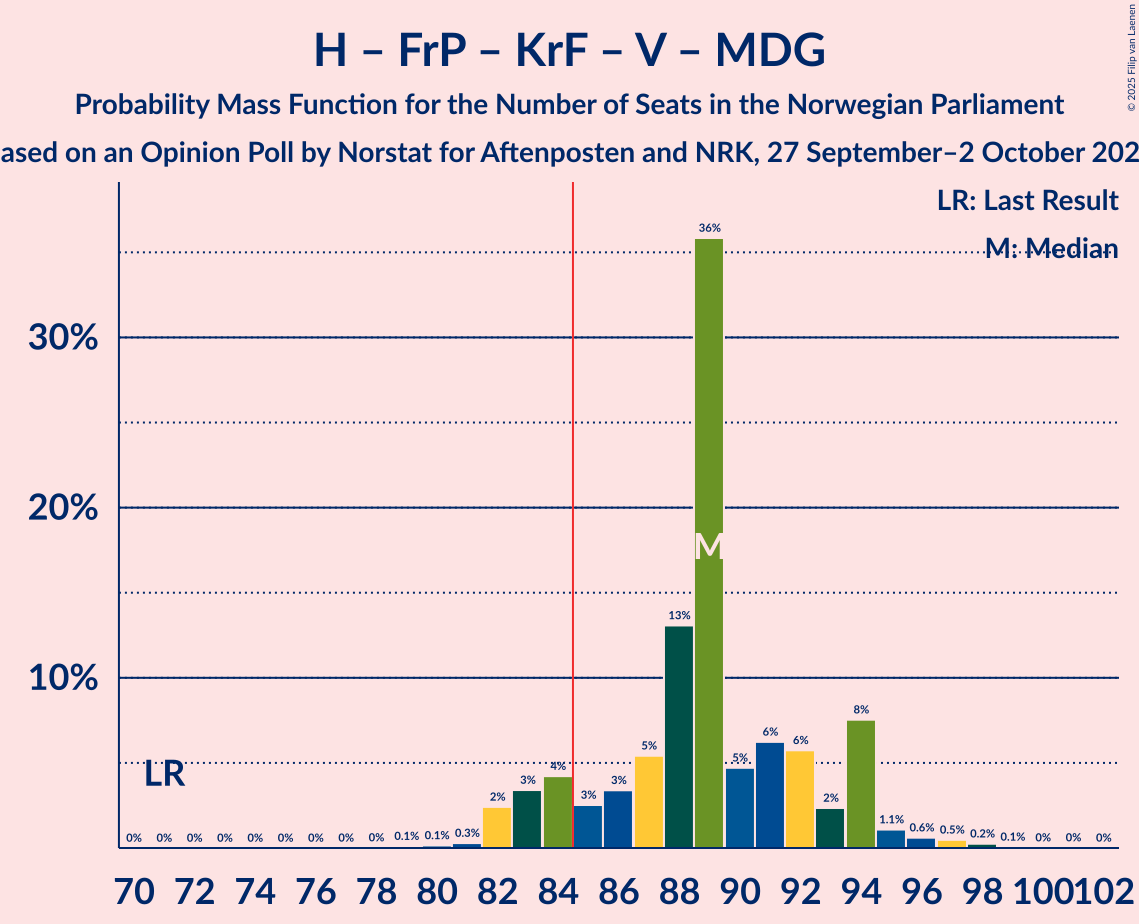 H – FrP – KrF – V – MDG
Probability Mass Function for the Number of Seats in the Norwegian Parliament
ased on an Opinion Poll by Norstat for Aftenposten and NRK, 27 September–2 October 202
© 2025 Filip van Laenen
LR: Last Result
M: Median
30%
20%
10%
LR
M
0% 0% 0% 0% 0% 0% 0% 0% 0% 0.1% 0.1% 0.3% 2% 3% 4% 3% 3% 5% 13% 36% 5% 6% 6% 2% 8% 1.1% 0.6% 0.5% 0.2% 0.1% 0% 0% 0%
70 72 74 76 78 80 82 84 86 88 90 92 94 96 98 100 102